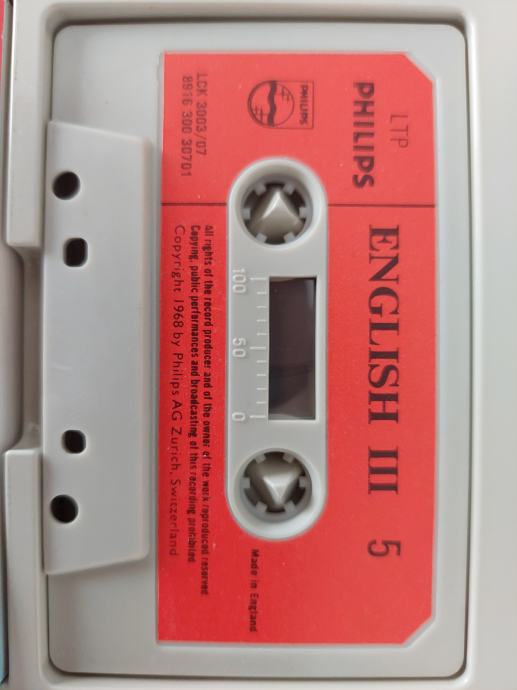 LTP
PHILIPS
ENGLISH III 5
PHILIPS
100 50 0
Made in England
LCK 3003/07
8916 300 30701
All rights of the record producer and of the owner of the work reproduced reserved
Copying, public performances and broadcasting of this recording prohibited
Copyright 1968 by Philips AG Zurich, Switzerland